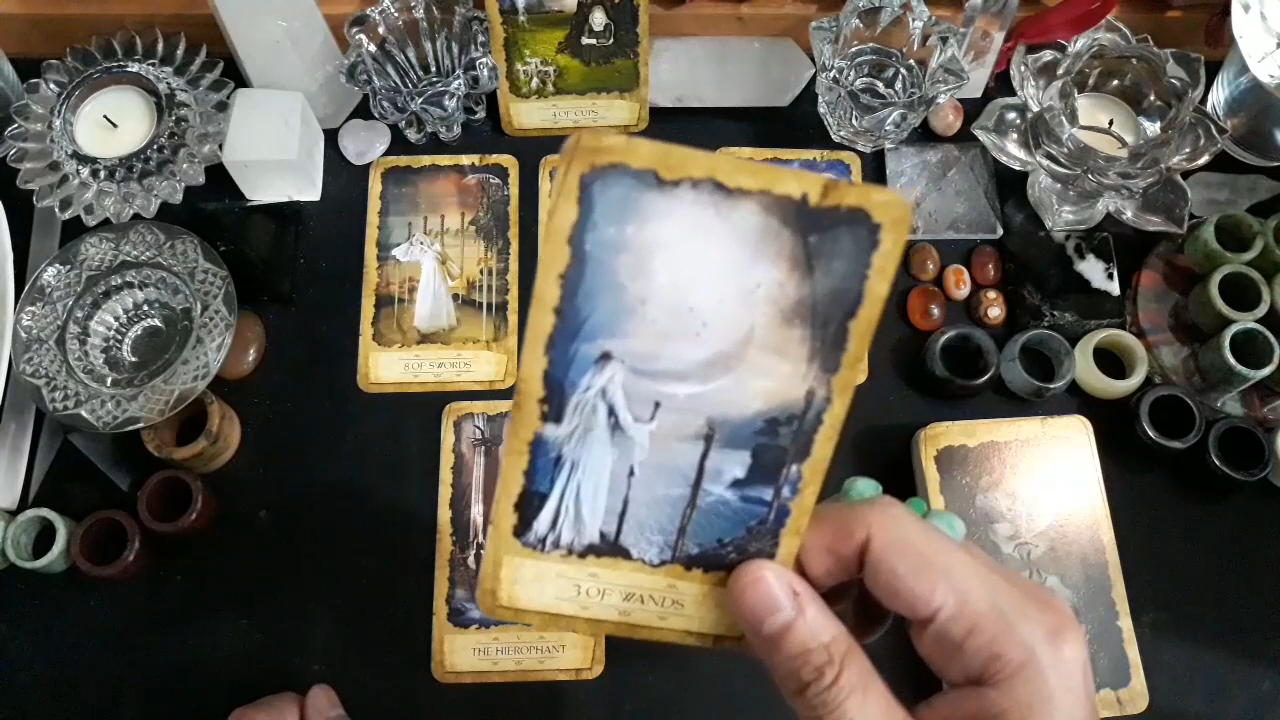 4 OF CUPS
8 OF SWORDS
3 OF WANDS
V
THE HIEROPHANT